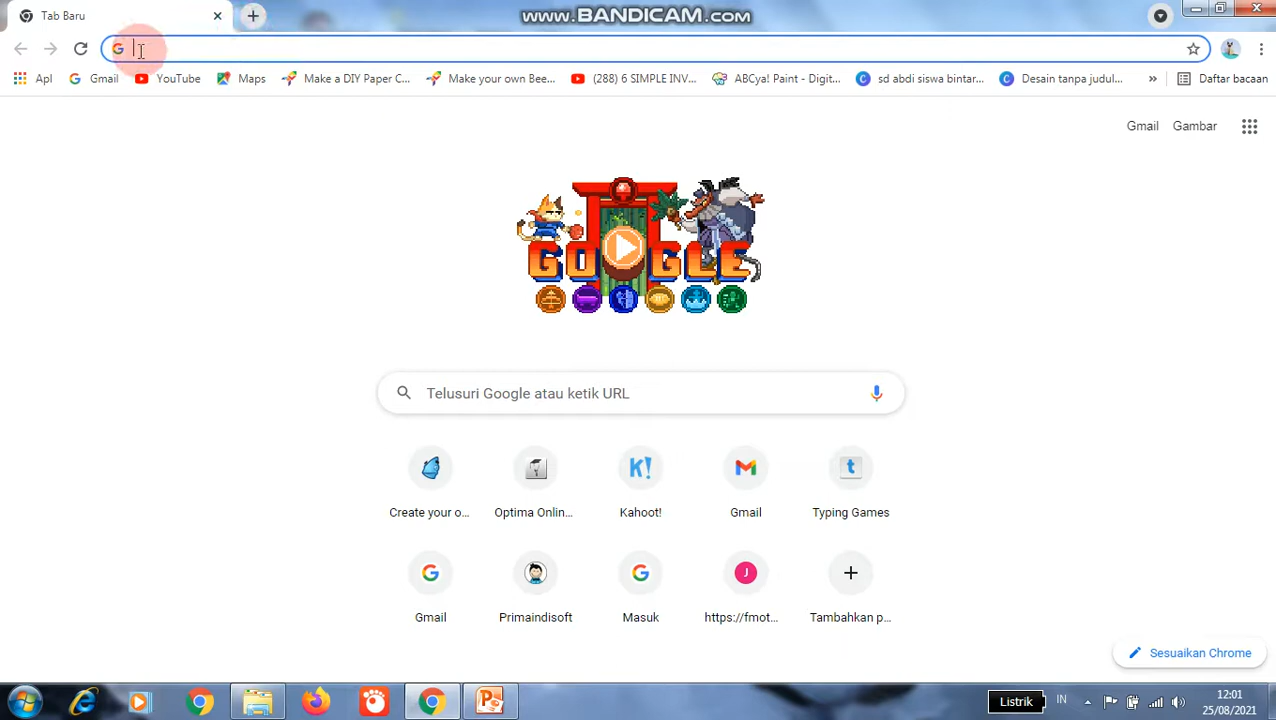 Tab Baru
www.BANDICAM.com
Apl
Gmail
YouTube
Maps
Make a DIY Paper C...
Make your own Bee...
(288) 6 SIMPLE INV...
ABCya! Paint - Digit...
sd abdi siswa bintar...
Desain tanpa judul...
»
Daftar bacaan
Gmail
Gambar
GOOGLE
Telusuri Google atau ketik URL
Create your o...
Optima Onlin...
K!
Kahoot!
Gmail
t
Typing Games
Gmail
Primaindisoft
Masuk
J
https://fmot...
Tambahkan p...
Sesuaikan Chrome
Listrik
IN
12:01
25/08/2021